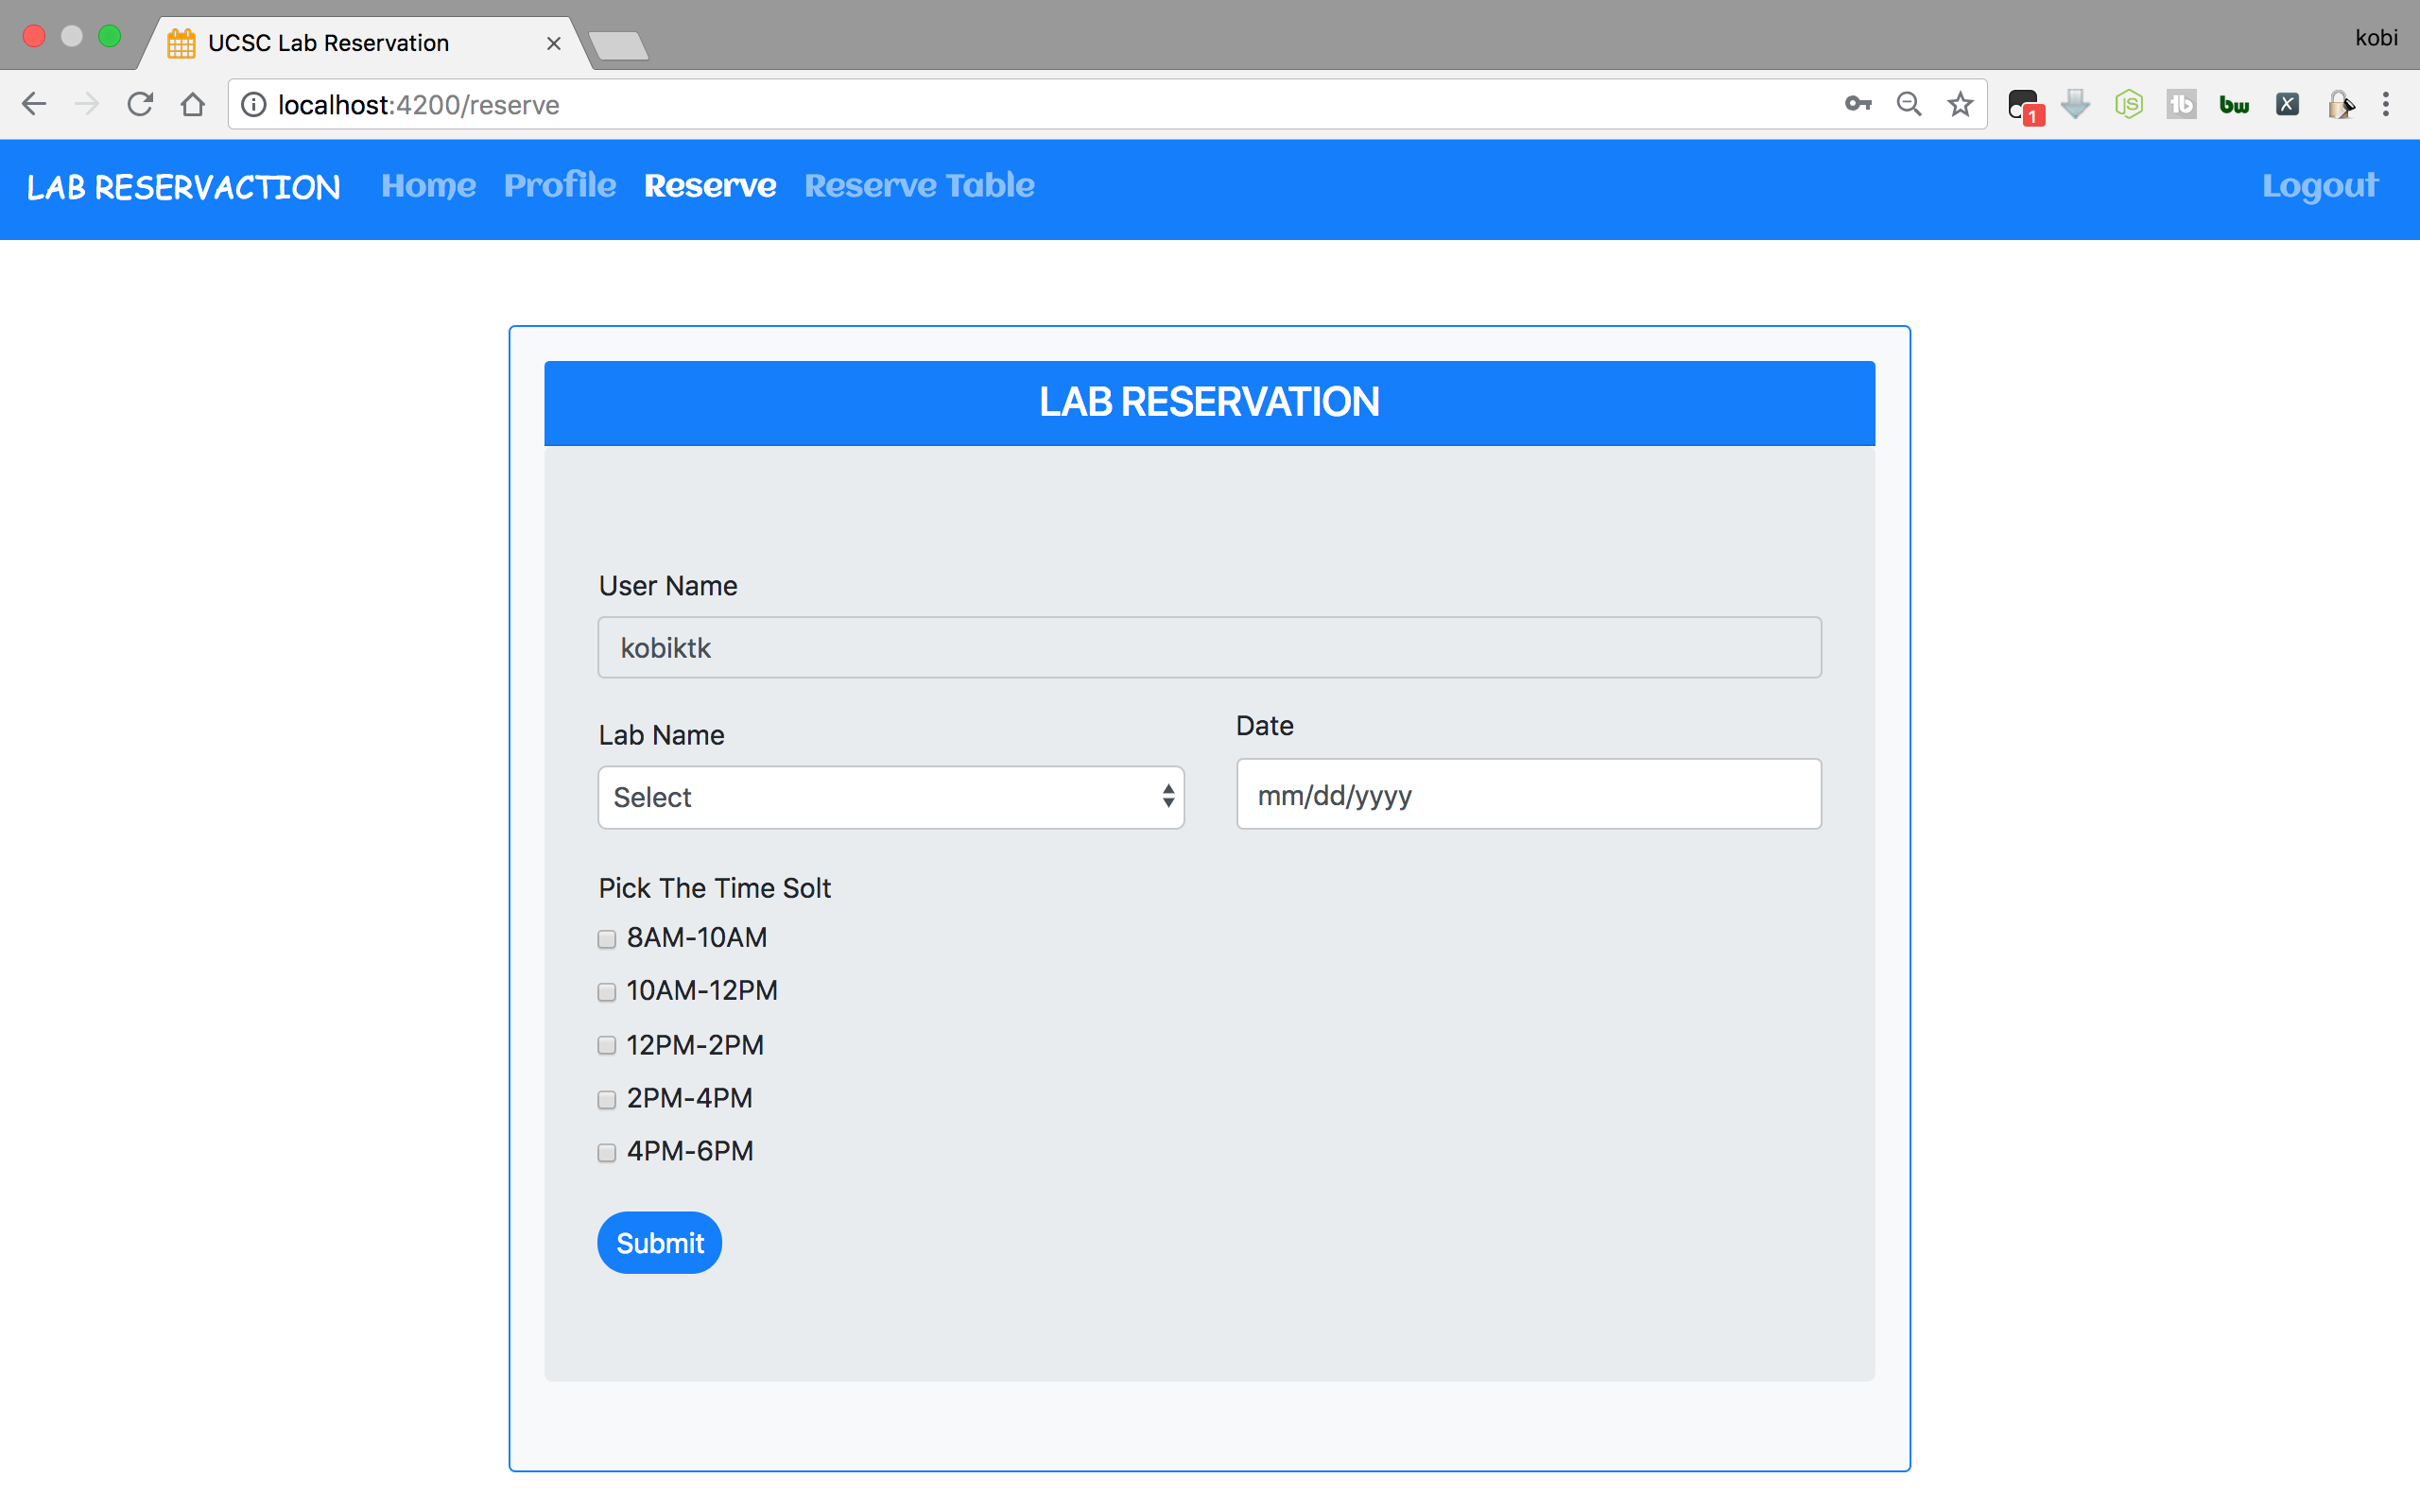 UCSC Lab Reservation
kobi
localhost:4200/reserve
1
JS
tb
bw
X
LAB RESERVACTION Home Profile Reserve Reserve Table Logout
LAB RESERVATION
User Name
kobiktk
Lab Name
Date
Select
mm/dd/yyyy
Pick The Time Solt
8AM-10AM
10AM-12PM
12PM-2PM
2PM-4PM
4PM-6PM
Submit